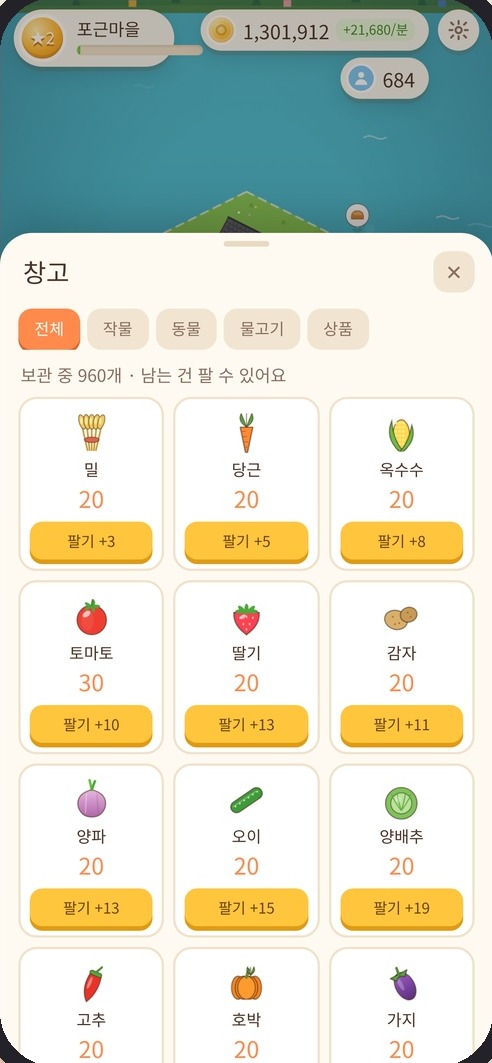 ★2 포근마을 1,301,912 +21,680/분
684
창고 ✕
전체 작물 동물 물고기 상품
보관 중 960개 · 남는 건 팔 수 있어요
밀 당근 옥수수
20 20 20
팔기 +3 팔기 +5 팔기 +8
토마토 딸기 감자
30 20 20
팔기 +10 팔기 +13 팔기 +11
양파 오이 양배추
20 20 20
팔기 +13 팔기 +15 팔기 +19
고추 호박 가지
20 20 20